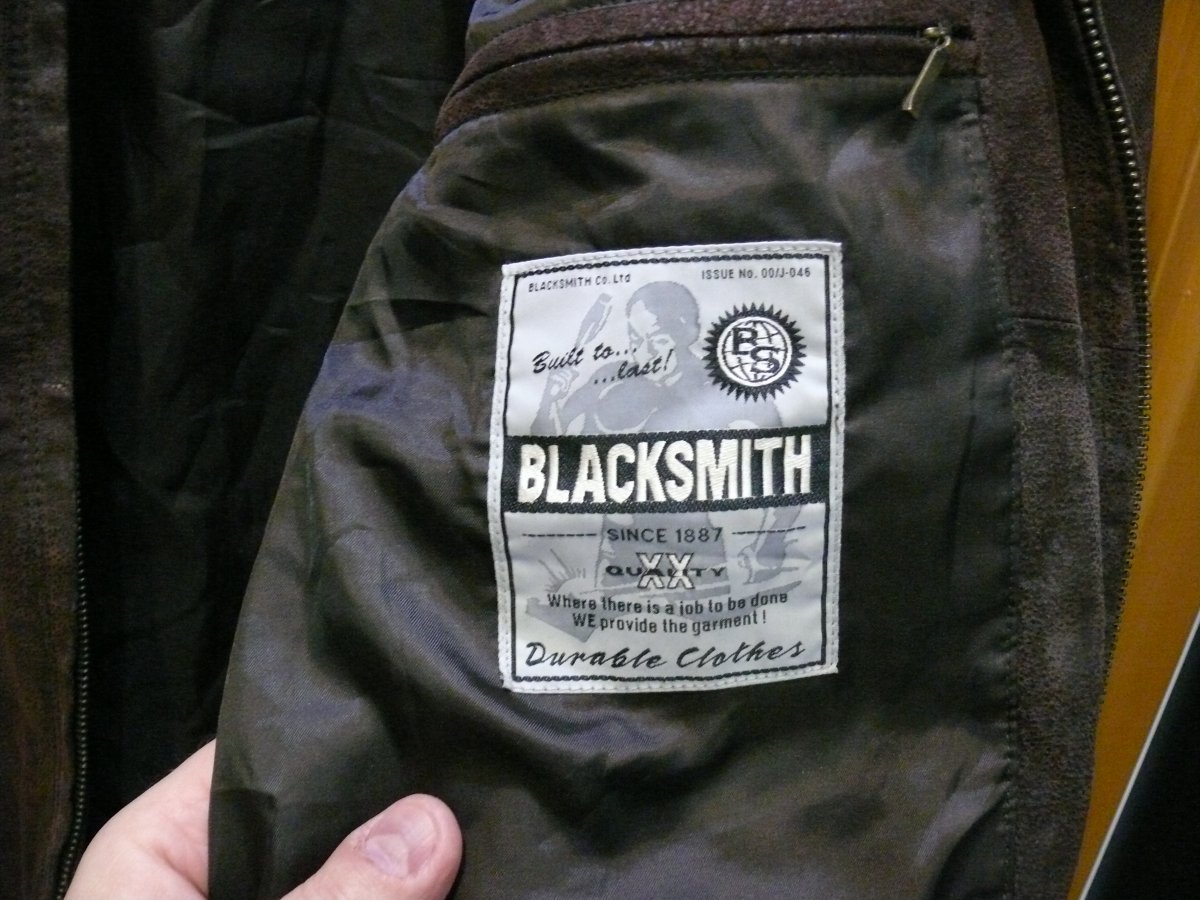 BLACKSMITH Co. Ltd
ISSUE No. 00/J-046
Built to...
...last!
BS
BLACKSMITH
SINCE 1887
XX
QUALITY
Where there is a job to be done
WE provide the garment !
Durable Clothes